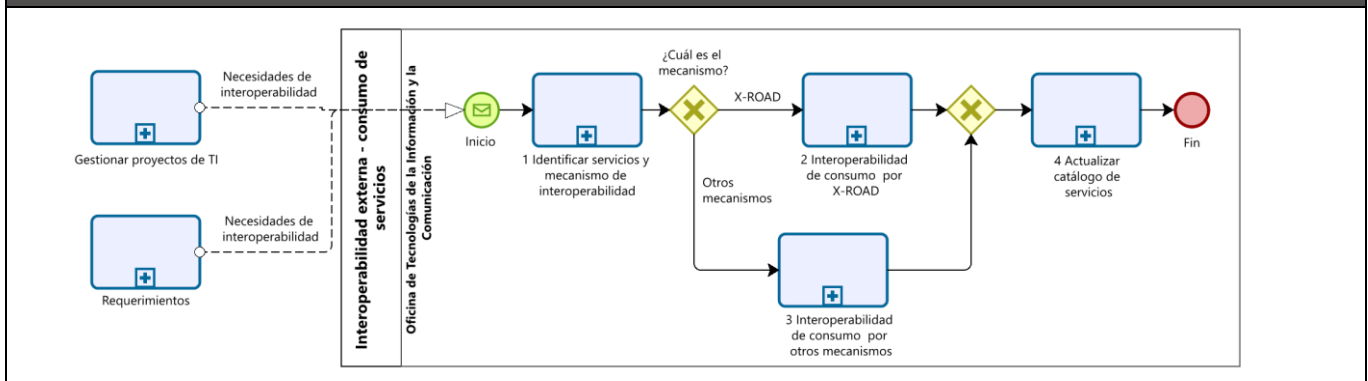 Necesidades de
interoperabilidad
Gestionar proyectos de TI
Necesidades de
interoperabilidad
Requerimientos
Interoperabilidad externa - consumo de
servicios
Oficina de Tecnologías de la Información y la
Comunicación
Inicio
1 Identificar servicios y
mecanismo de
interoperabilidad
¿Cuál es el
mecanismo?
X-ROAD
Otros
mecanismos
2 Interoperabilidad
de consumo por
X-ROAD
3 Interoperabilidad
de consumo por
otros mecanismos
4 Actualizar
catálogo de
servicios
Fin